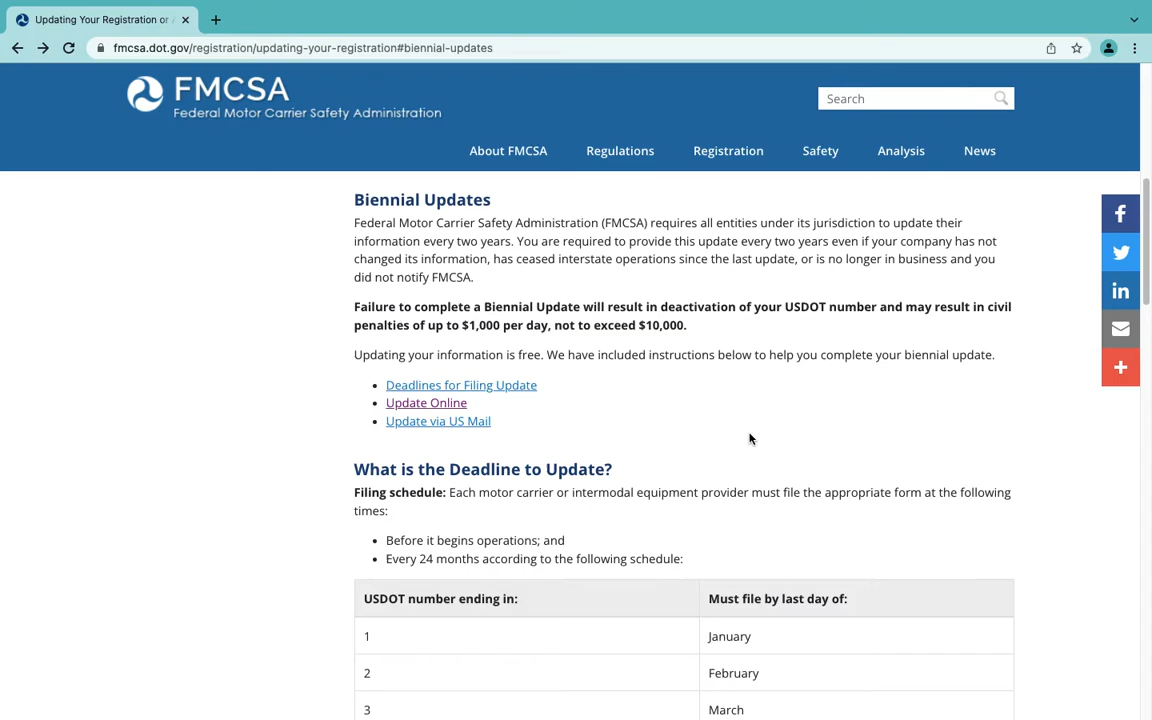 Updating Your Registration or
fmcsa.dot.gov/registration/updating-your-registration#biennial-updates
FMCSA
Federal Motor Carrier Safety Administration
Search
About FMCSA Regulations Registration Safety Analysis News
Biennial Updates
Federal Motor Carrier Safety Administration (FMCSA) requires all entities under its jurisdiction to update their
information every two years. You are required to provide this update every two years even if your company has not
changed its information, has ceased interstate operations since the last update, or is no longer in business and you
did not notify FMCSA.
Failure to complete a Biennial Update will result in deactivation of your USDOT number and may result in civil
penalties of up to $1,000 per day, not to exceed $10,000.
Updating your information is free. We have included instructions below to help you complete your biennial update.
• Deadlines for Filing Update
• Update Online
• Update via US Mail
What is the Deadline to Update?
Filing schedule: Each motor carrier or intermodal equipment provider must file the appropriate form at the following
times:
• Before it begins operations; and
• Every 24 months according to the following schedule:
USDOT number ending in: Must file by last day of:
1 January
2 February
3 March